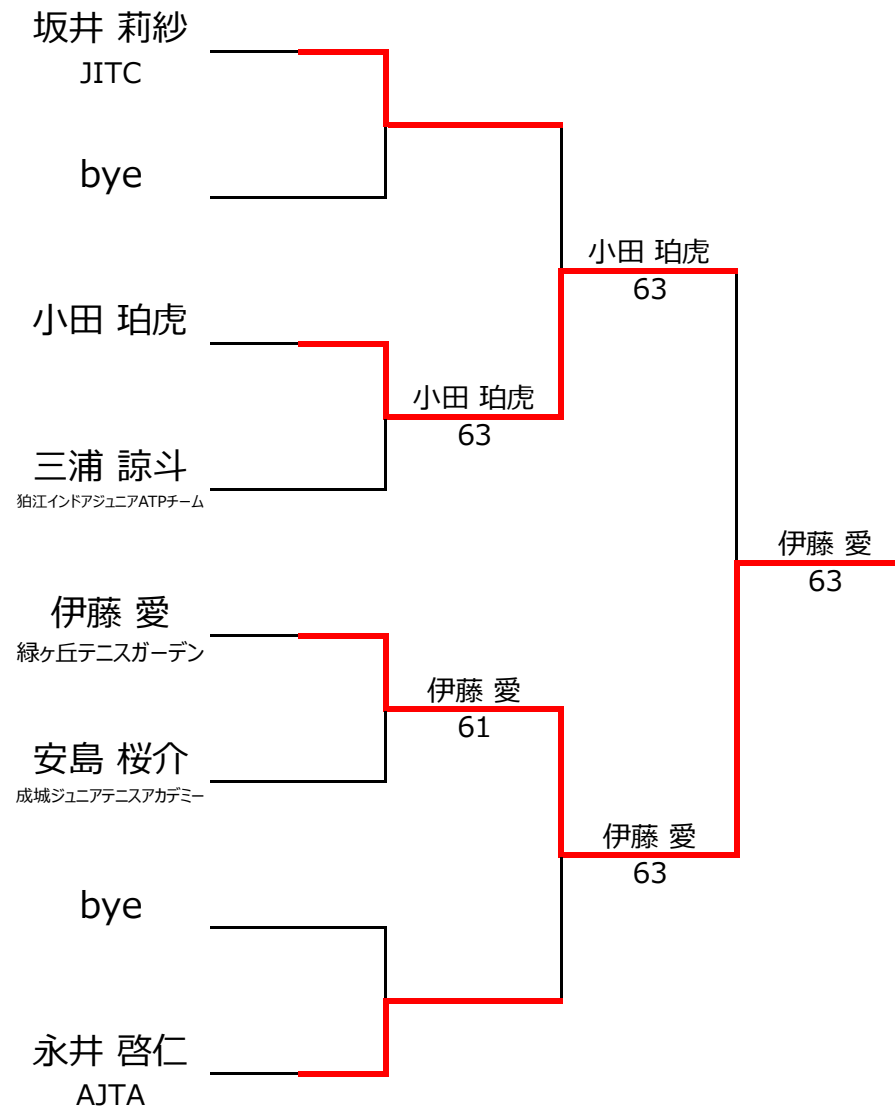 坂井 莉紗
JITC
bye
小田 珀虎
三浦 諒斗
狛江インドアジュニアATPチーム
伊藤 愛
緑ヶ丘テニスガーデン
安島 桜介
成城ジュニアテニスアカデミー
bye
永井 啓仁
AJTA
小田 珀虎
63
伊藤 愛
61
小田 珀虎
63
伊藤 愛
63
伊藤 愛
63